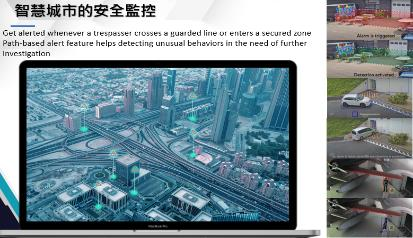 智慧城市的安全監控
Get alerted whenever a trespasser crosses a guarded line or enters a secured zone
Path-based alert feature helps detecting unusual behaviors in the need of further
investigation
Alarm is triggered
Detection activated